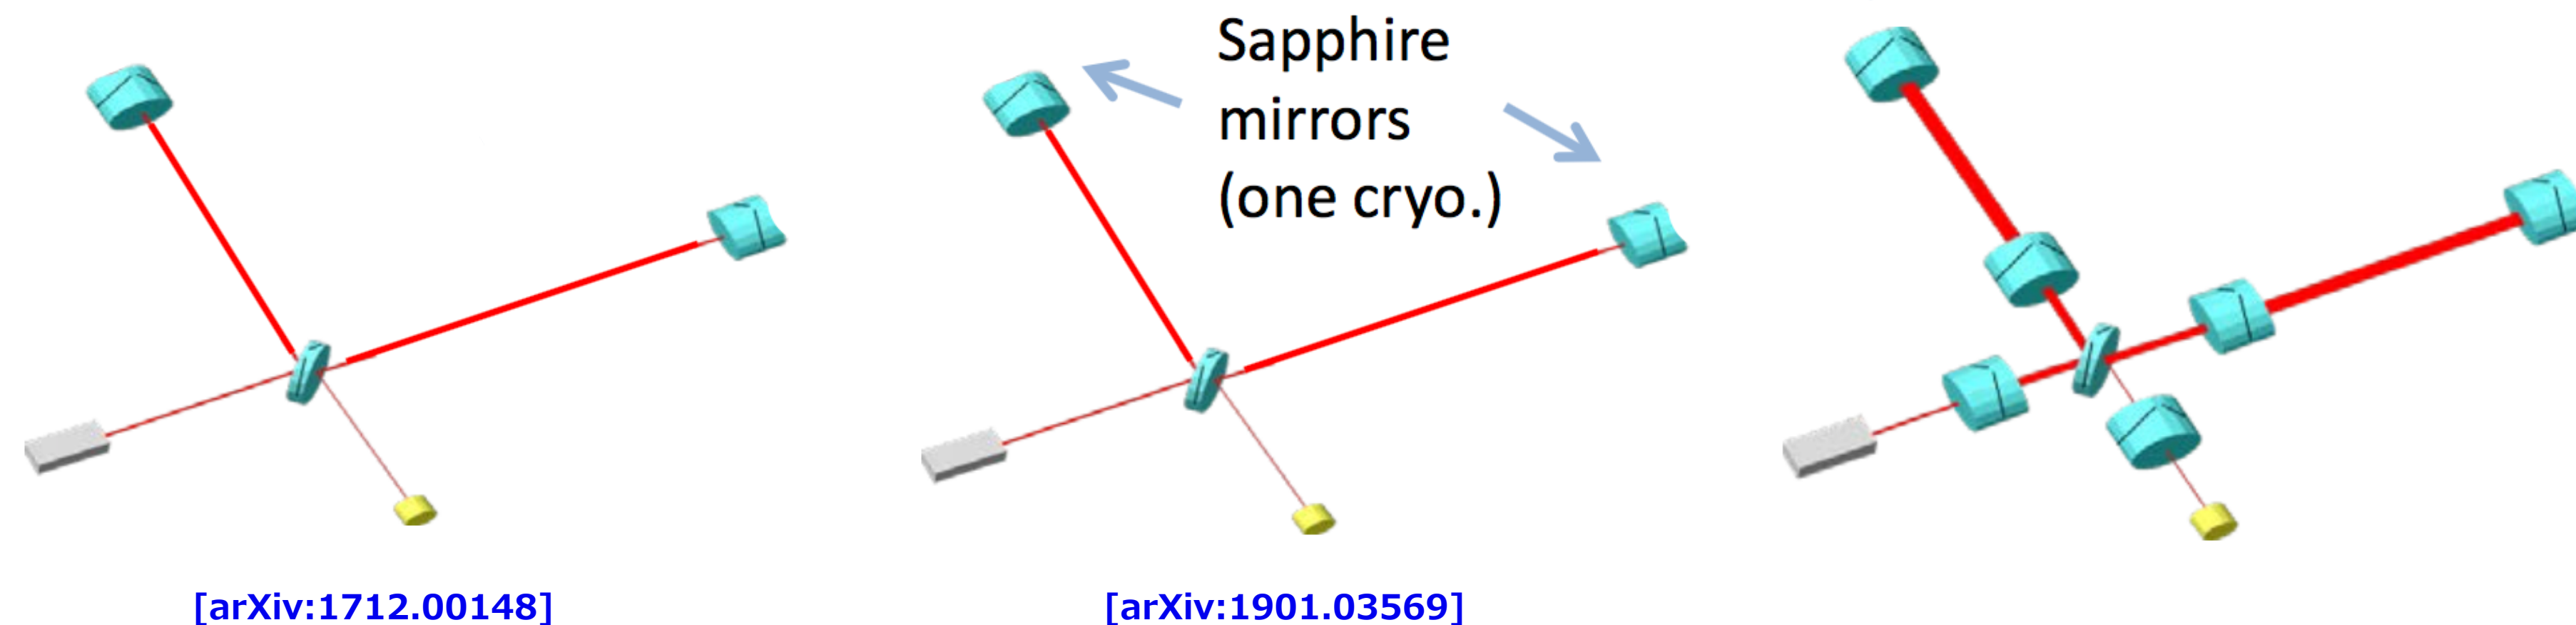 Sapphire
mirrors
(one cryo.)
[arXiv:1712.00148]
[arXiv:1901.03569]